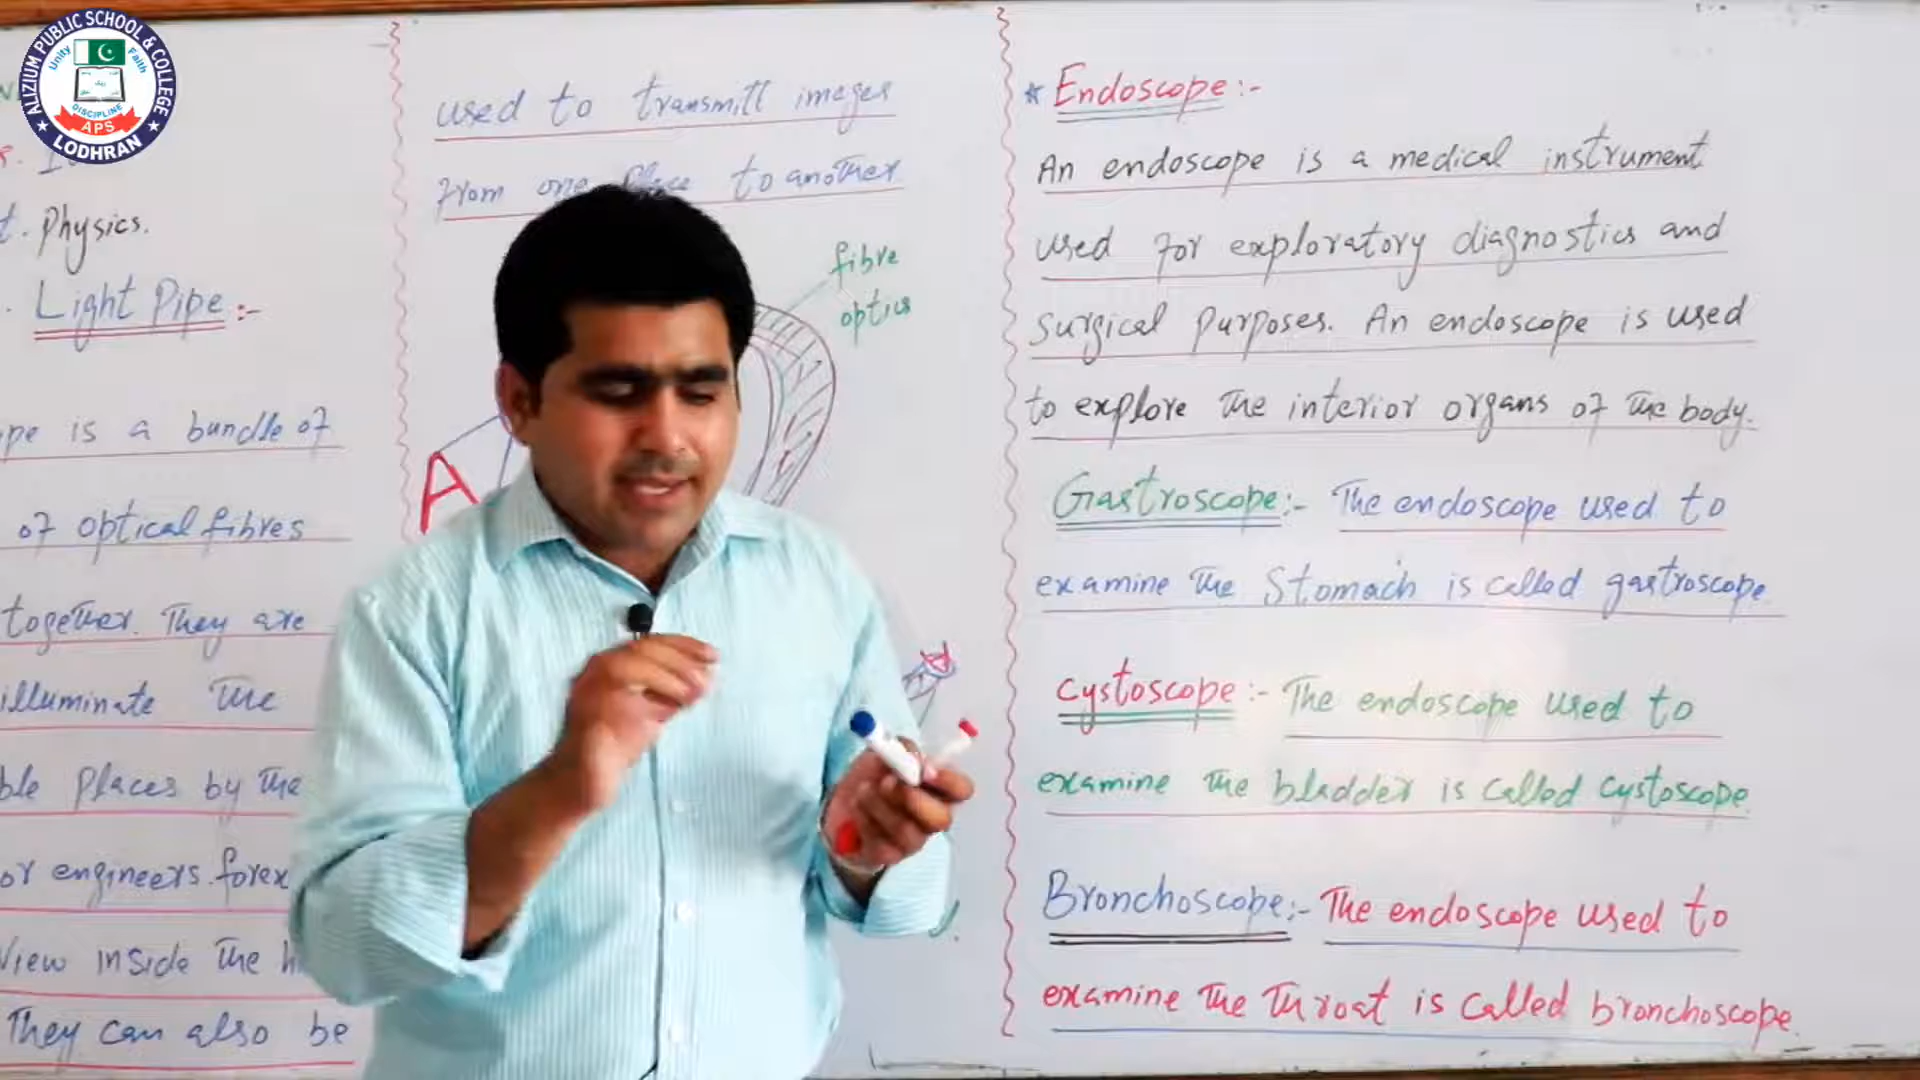 ALIZIUM PUBLIC SCHOOL & COLLEGE
Unity
Faith
DISCIPLINE
APS
LODHRAN
Physics.
Light Pipe:-
is a bundle of
of optical fibres
together. They are
illuminate the
Places by the
or engineers.
View inside the
They can also be
used to transmitt images
from one Place to another
fibre
optics
A
* Endoscope:-
An endoscope is a medical instrument
used for exploratory diagnostics and
surgical purposes. An endoscope is used
to explore the interior organs of the body.
Gastroscope:- The endoscope used to
examine the Stomach is called gastroscope
Cystoscope:- The endoscope used to
examine the bladder is called cystoscope.
Bronchoscope:- The endoscope used to
examine the Throat is called bronchoscope.